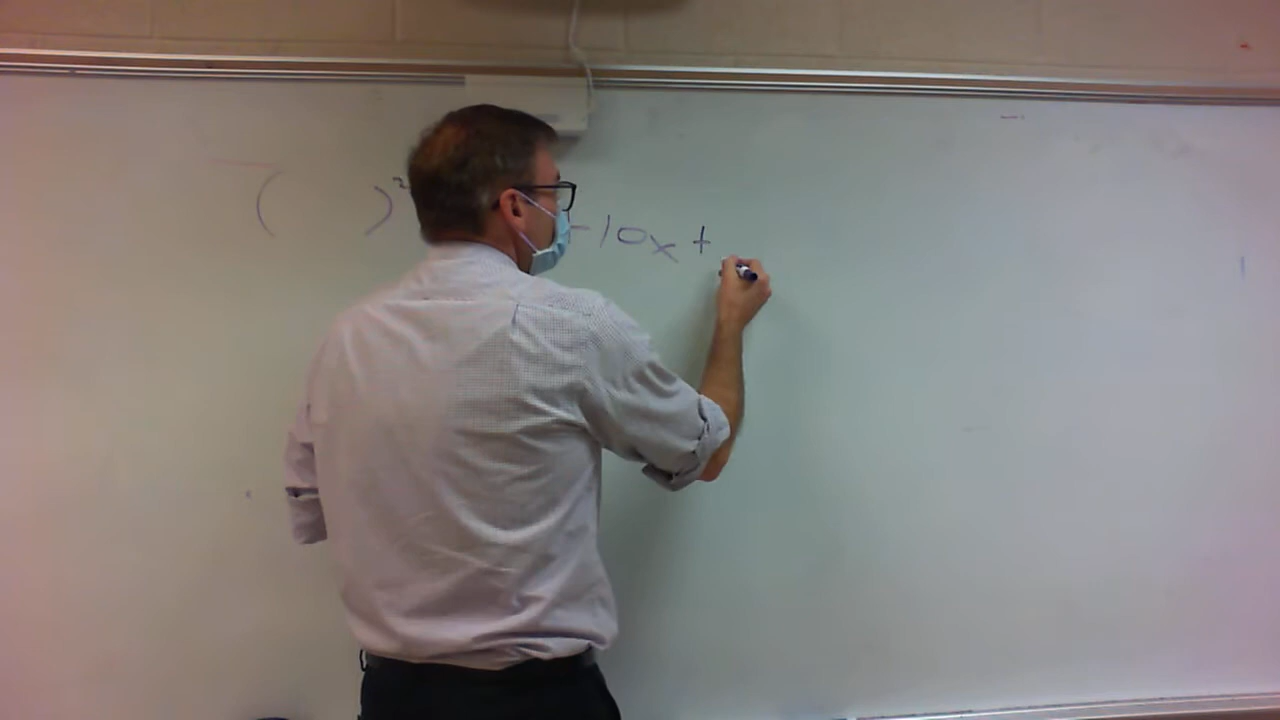 (    )² -10x +